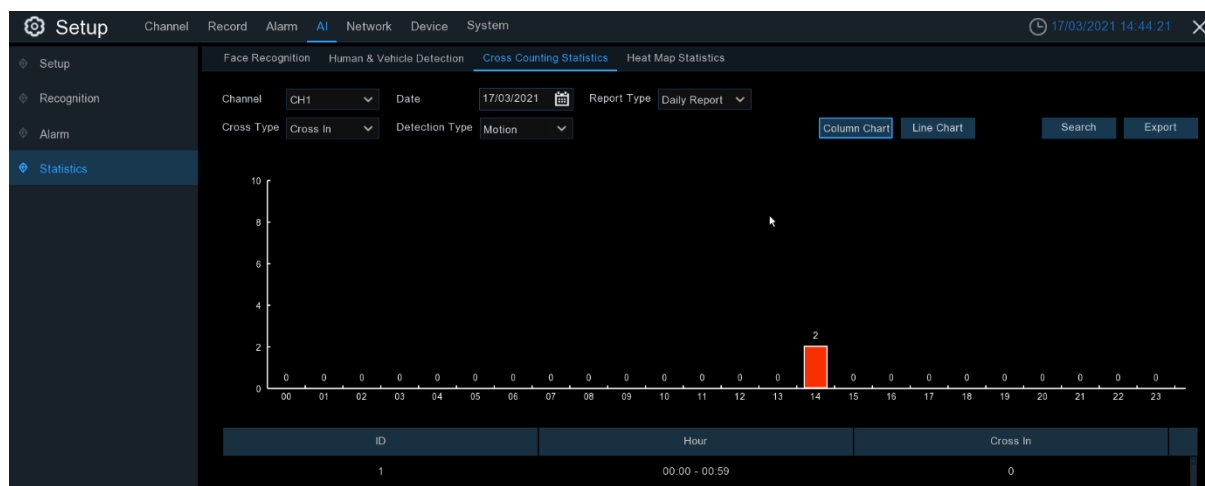 Setup Channel Record Alarm AI Network Device System 17/03/2021 14:44:21
Setup
Recognition
Alarm
Statistics
Face Recognition Human & Vehicle Detection Cross Counting Statistics Heat Map Statistics
Channel CH1 Date 17/03/2021 Report Type Daily Report
Cross Type Cross In Detection Type Motion Column Chart Line Chart Search Export
10
8
6
4
2
2
0 0 0 0 0 0 0 0 0 0 0 0 0 0 0 0 0 0 0 0 0 0 0
0
00 01 02 03 04 05 06 07 08 09 10 11 12 13 14 15 16 17 18 19 20 21 22 23
ID Hour Cross In
1 00:00 - 00:59 0